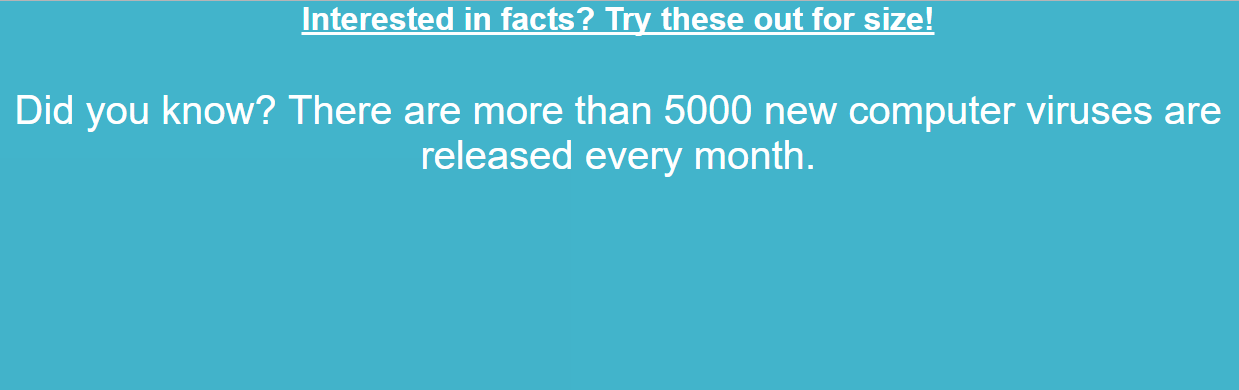 Interested in facts? Try these out for size!
Did you know? There are more than 5000 new computer viruses are
released every month.